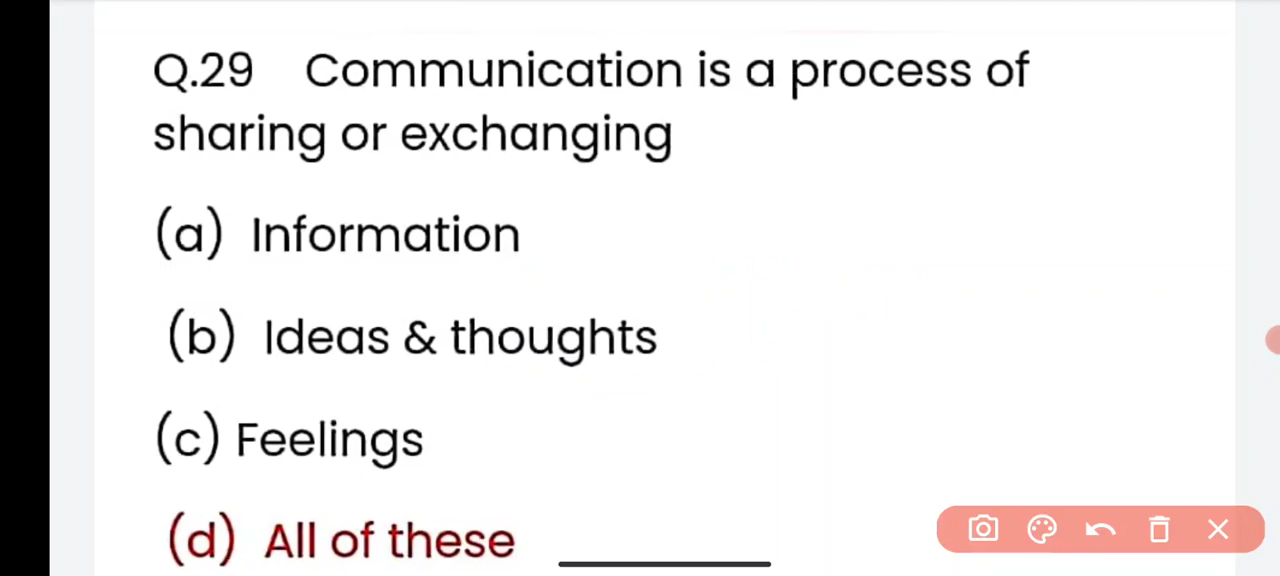 Q.29 Communication is a process of
sharing or exchanging
(a) Information
(b) Ideas & thoughts
(c) Feelings
(d) All of these